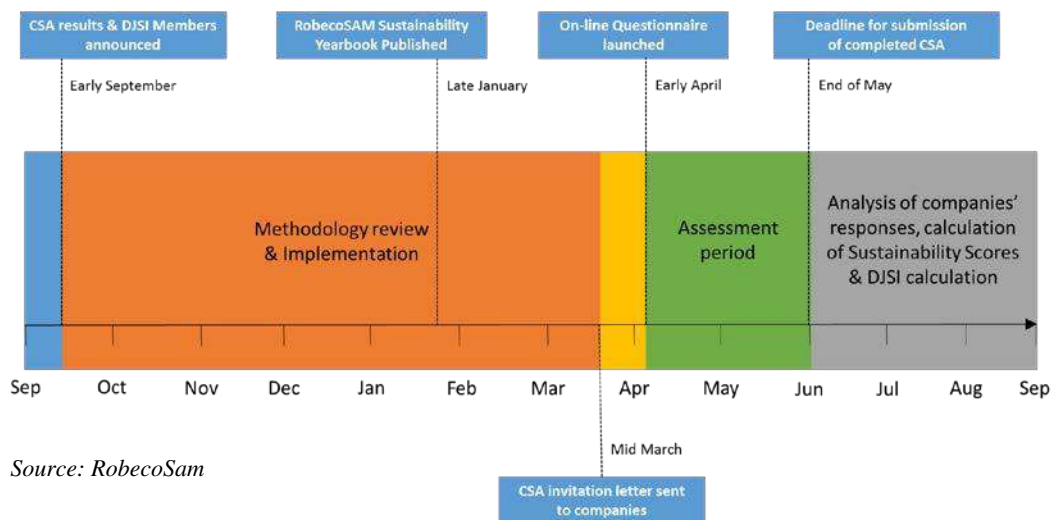 CSA results & DJSI Members
announced
RobecoSAM Sustainability
Yearbook Published
On-line Questionnaire
launched
Deadline for submission
of completed CSA
Early September
Late January
Early April
End of May
Methodology review
& Implementation
Assessment
period
Analysis of companies’
responses, calculation
of Sustainability Scores
& DJSI calculation
Sep
Oct
Nov
Dec
Jan
Feb
Mar
Apr
May
Jun
Jul
Aug
Sep
Mid March
Source: RobecoSam
CSA invitation letter sent
to companies